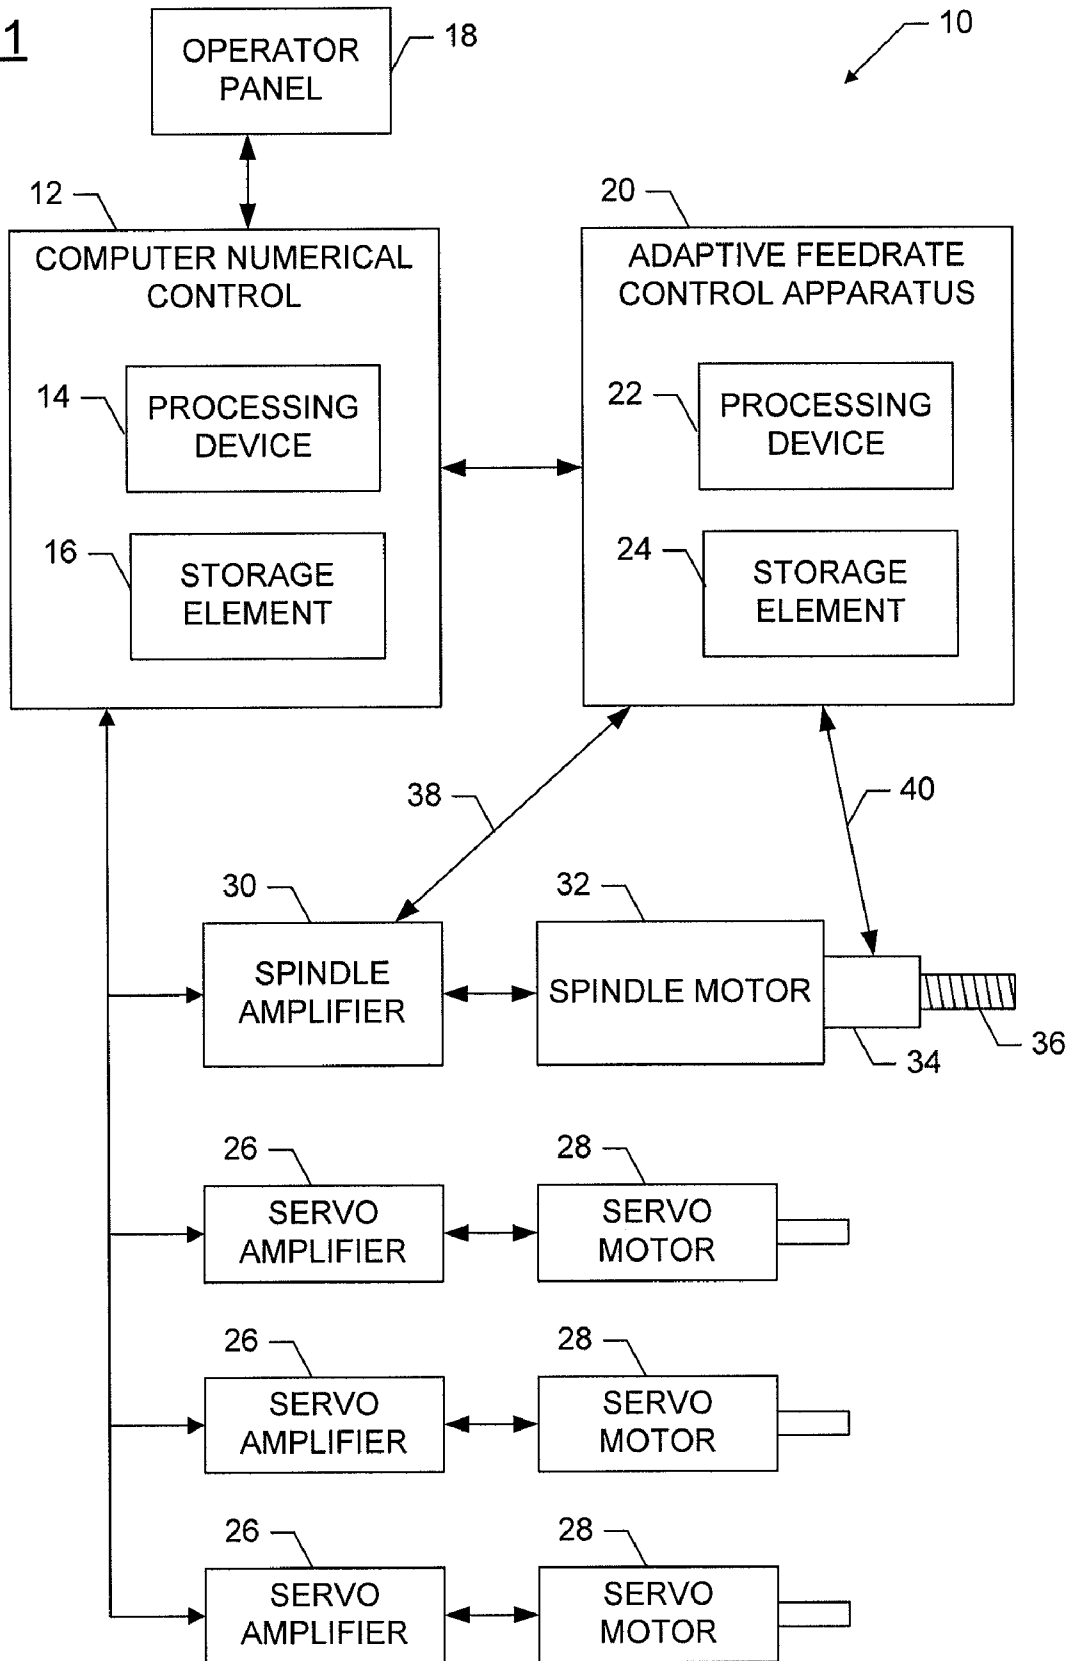 1
OPERATOR
PANEL
18
10
12
COMPUTER NUMERICAL
CONTROL
14
PROCESSING
DEVICE
16
STORAGE
ELEMENT
20
ADAPTIVE FEEDRATE
CONTROL APPARATUS
22
PROCESSING
DEVICE
24
STORAGE
ELEMENT
38
40
30
SPINDLE
AMPLIFIER
32
SPINDLE MOTOR
34
36
26
SERVO
AMPLIFIER
28
SERVO
MOTOR
26
SERVO
AMPLIFIER
28
SERVO
MOTOR
26
SERVO
AMPLIFIER
28
SERVO
MOTOR